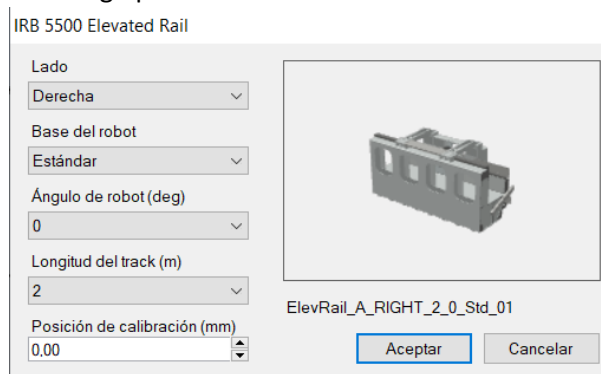 IRB 5500 Elevated Rail
Lado
Derecha
Base del robot
Estándar
Ángulo de robot (deg)
0
Longitud del track (m)
2
Posición de calibración (mm)
0,00
ElevRail_A_RIGHT_2_0_Std_01
Aceptar
Cancelar